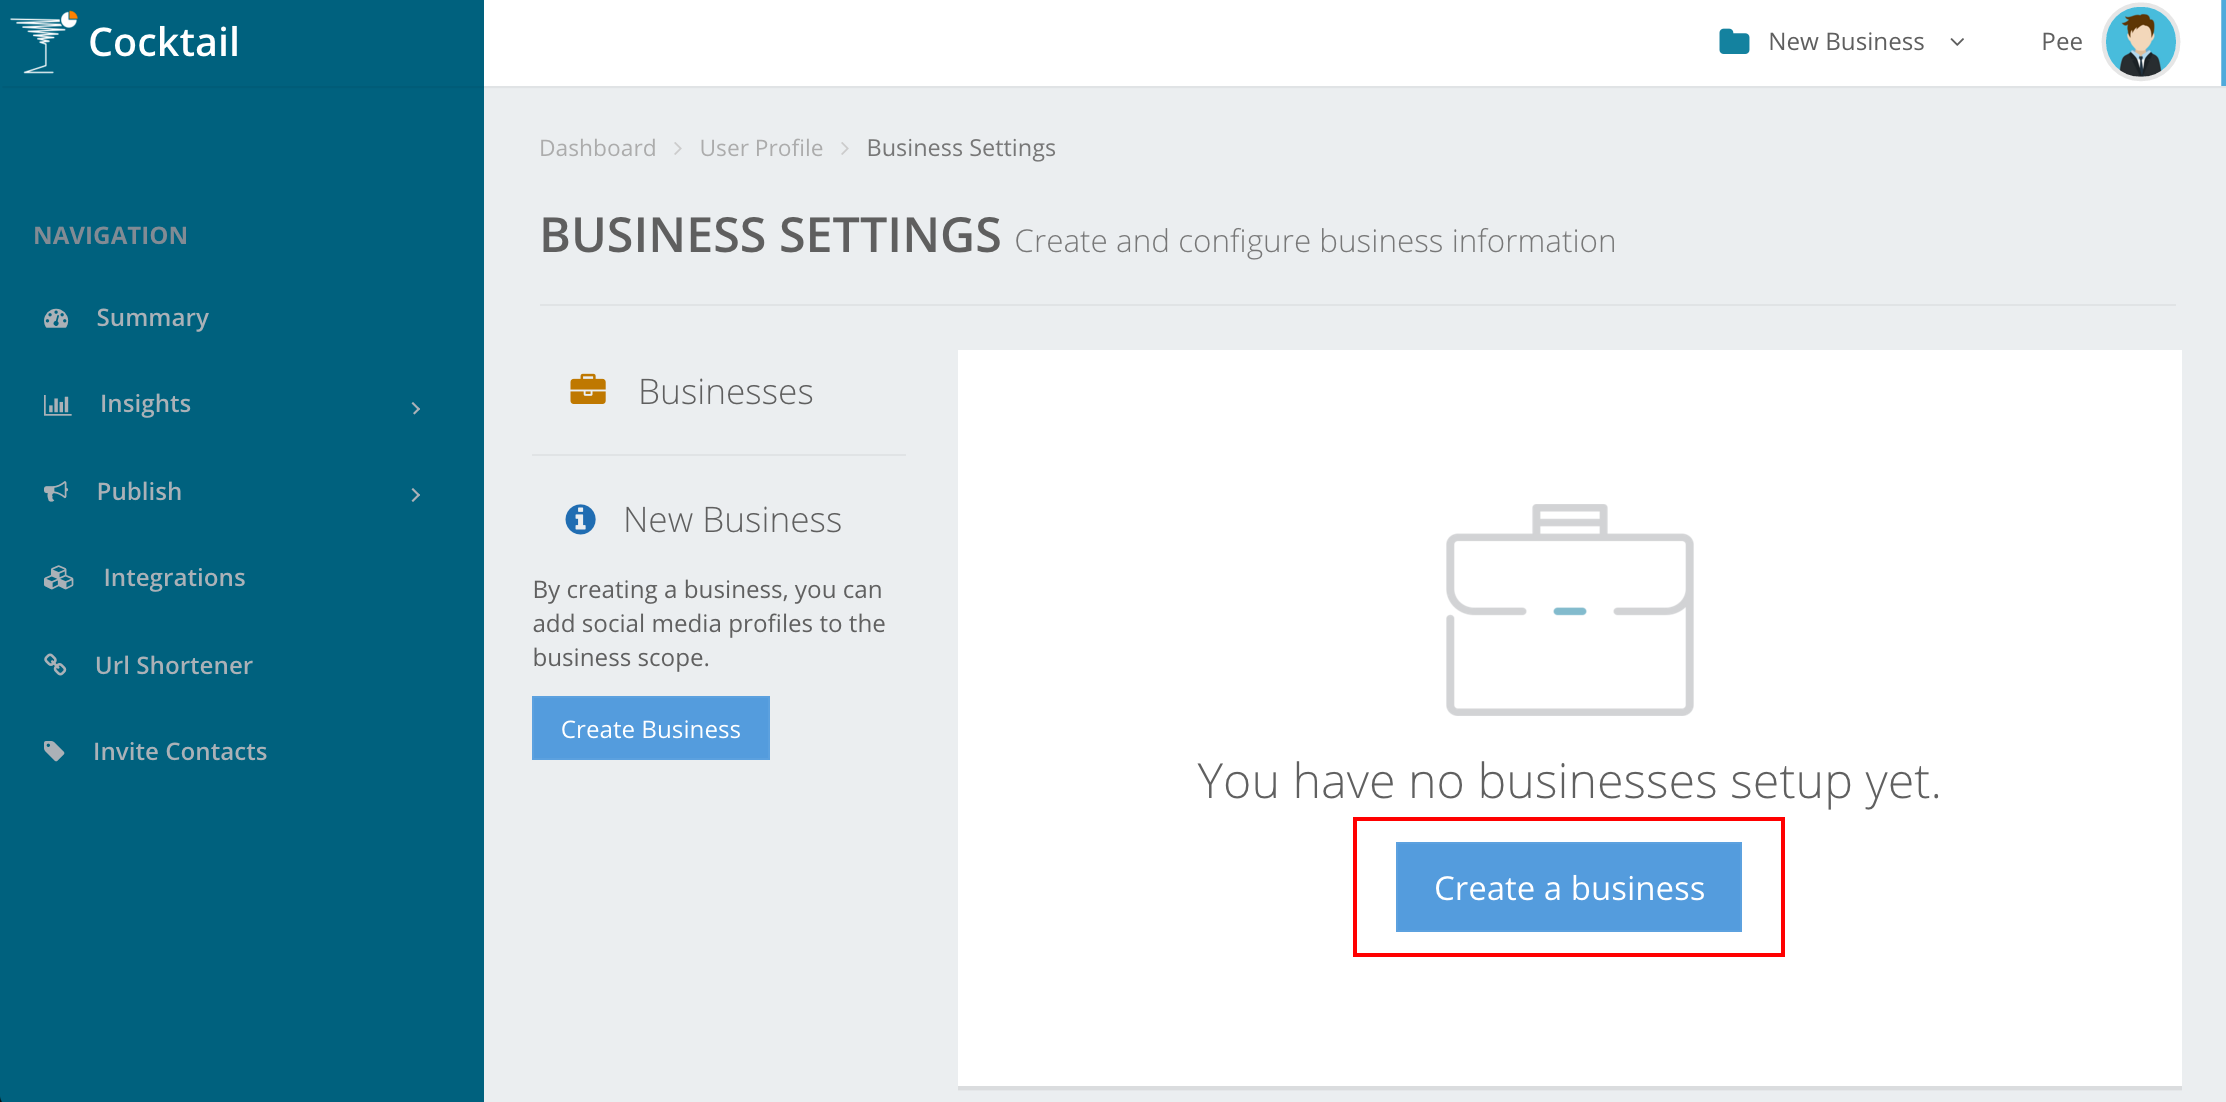 Cocktail
New Business
Pee
NAVIGATION
Summary
Insights
Publish
Integrations
Url Shortener
Invite Contacts
Dashboard > User Profile > Business Settings
BUSINESS SETTINGS Create and configure business information
Businesses
New Business
By creating a business, you can
add social media profiles to the
business scope.
Create Business
You have no businesses setup yet.
Create a business